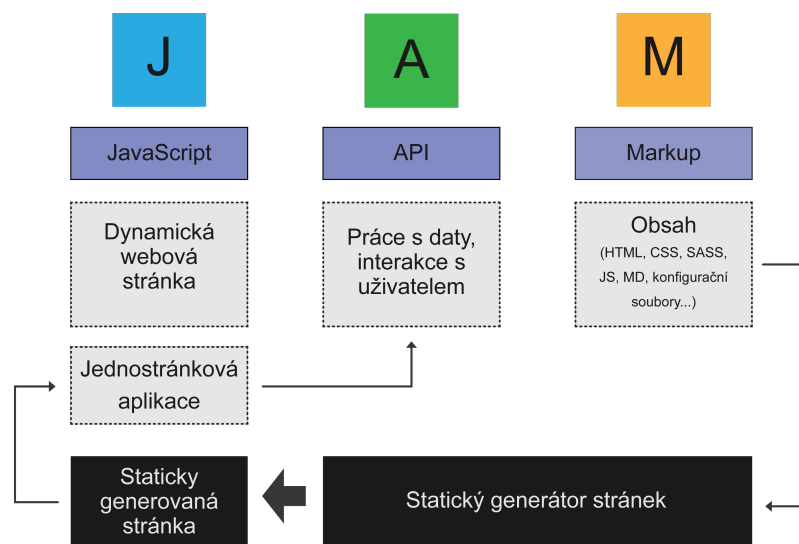 J
A
M
JavaScript
API
Markup
Dynamická
webová
stránka
Práce s daty,
interakce s
uživatelem
Obsah
(HTML, CSS, SASS,
JS, MD, konfigurační
soubory...)
Jednostránková
aplikace
Staticky
generovaná
stránka
Statický generátor stránek